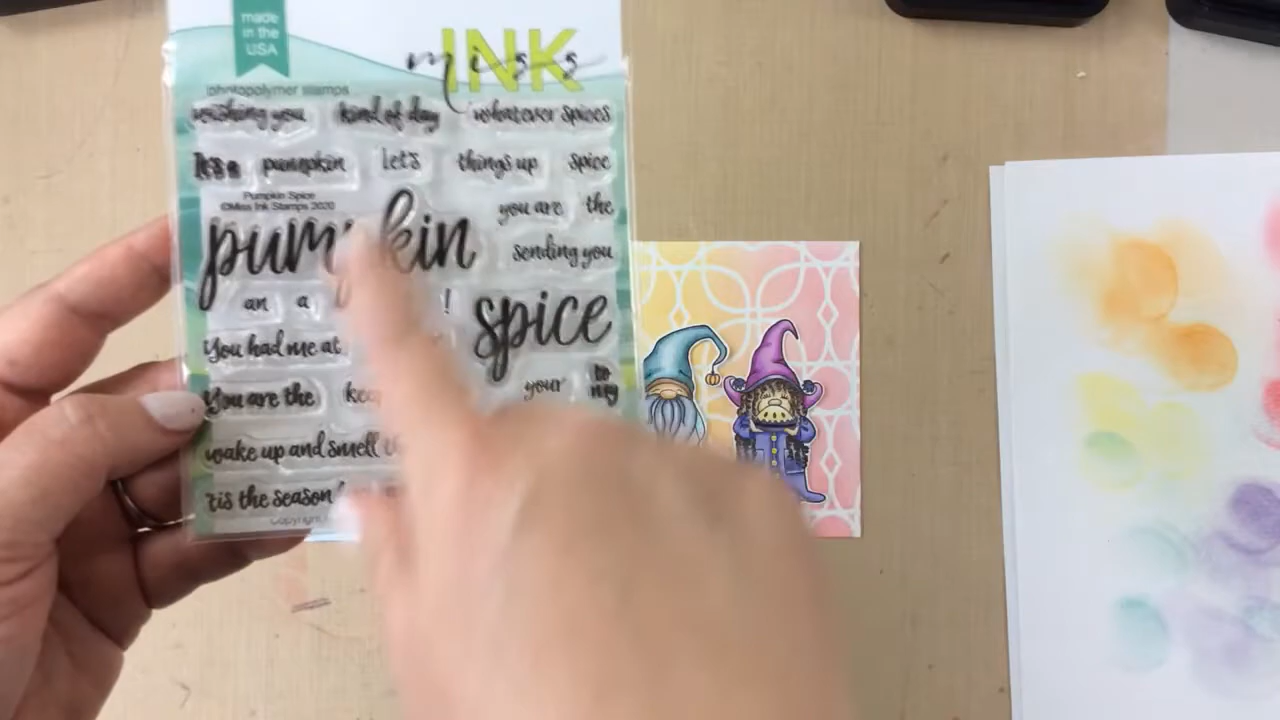 made
in the
USA
miss INK
photopolymer stamps
wishing you kind of day whatever spices
It's a pumpkin Let's things up spice
Pumpkin Spice
©Miss Ink Stamps 2020
you are the
pumpkin
sending you
an a !
spice
You had me at
your to my
You are the
wake up and smell
'tis the season